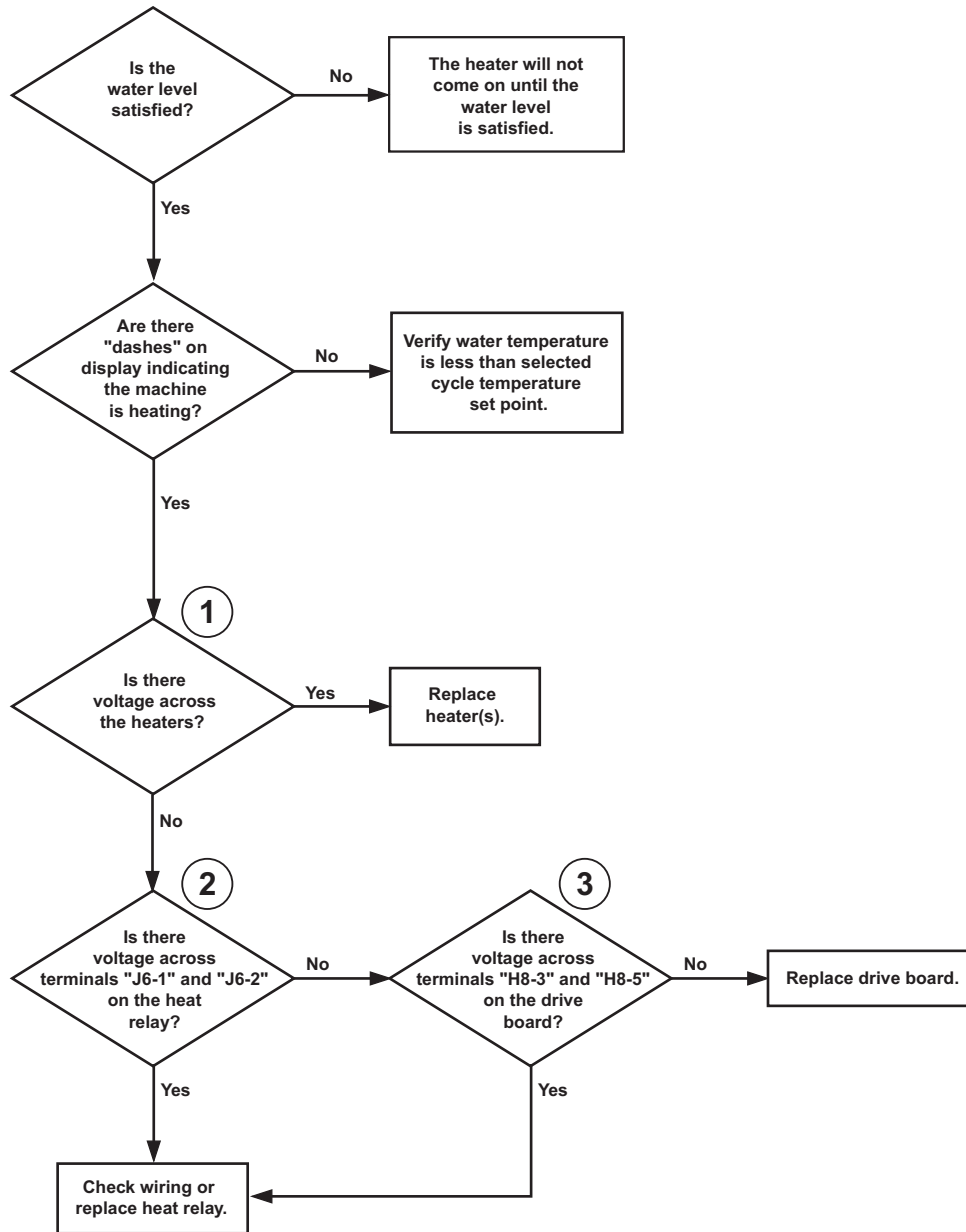 Is the
water level
satisfied?
No
The heater will not
come on until the
water level
is satisfied.
Yes
Are there
"dashes" on
display indicating
the machine
is heating?
No
Verify water temperature
is less than selected
cycle temperature
set point.
Yes
1
Is there
voltage across
the heaters?
Yes
Replace
heater(s).
No
2
Is there
voltage across
terminals "J6-1" and "J6-2"
on the heat
relay?
No
3
Is there
voltage across
terminals "H8-3" and "H8-5"
on the drive
board?
No
Replace drive board.
Yes
Yes
Check wiring or
replace heat relay.